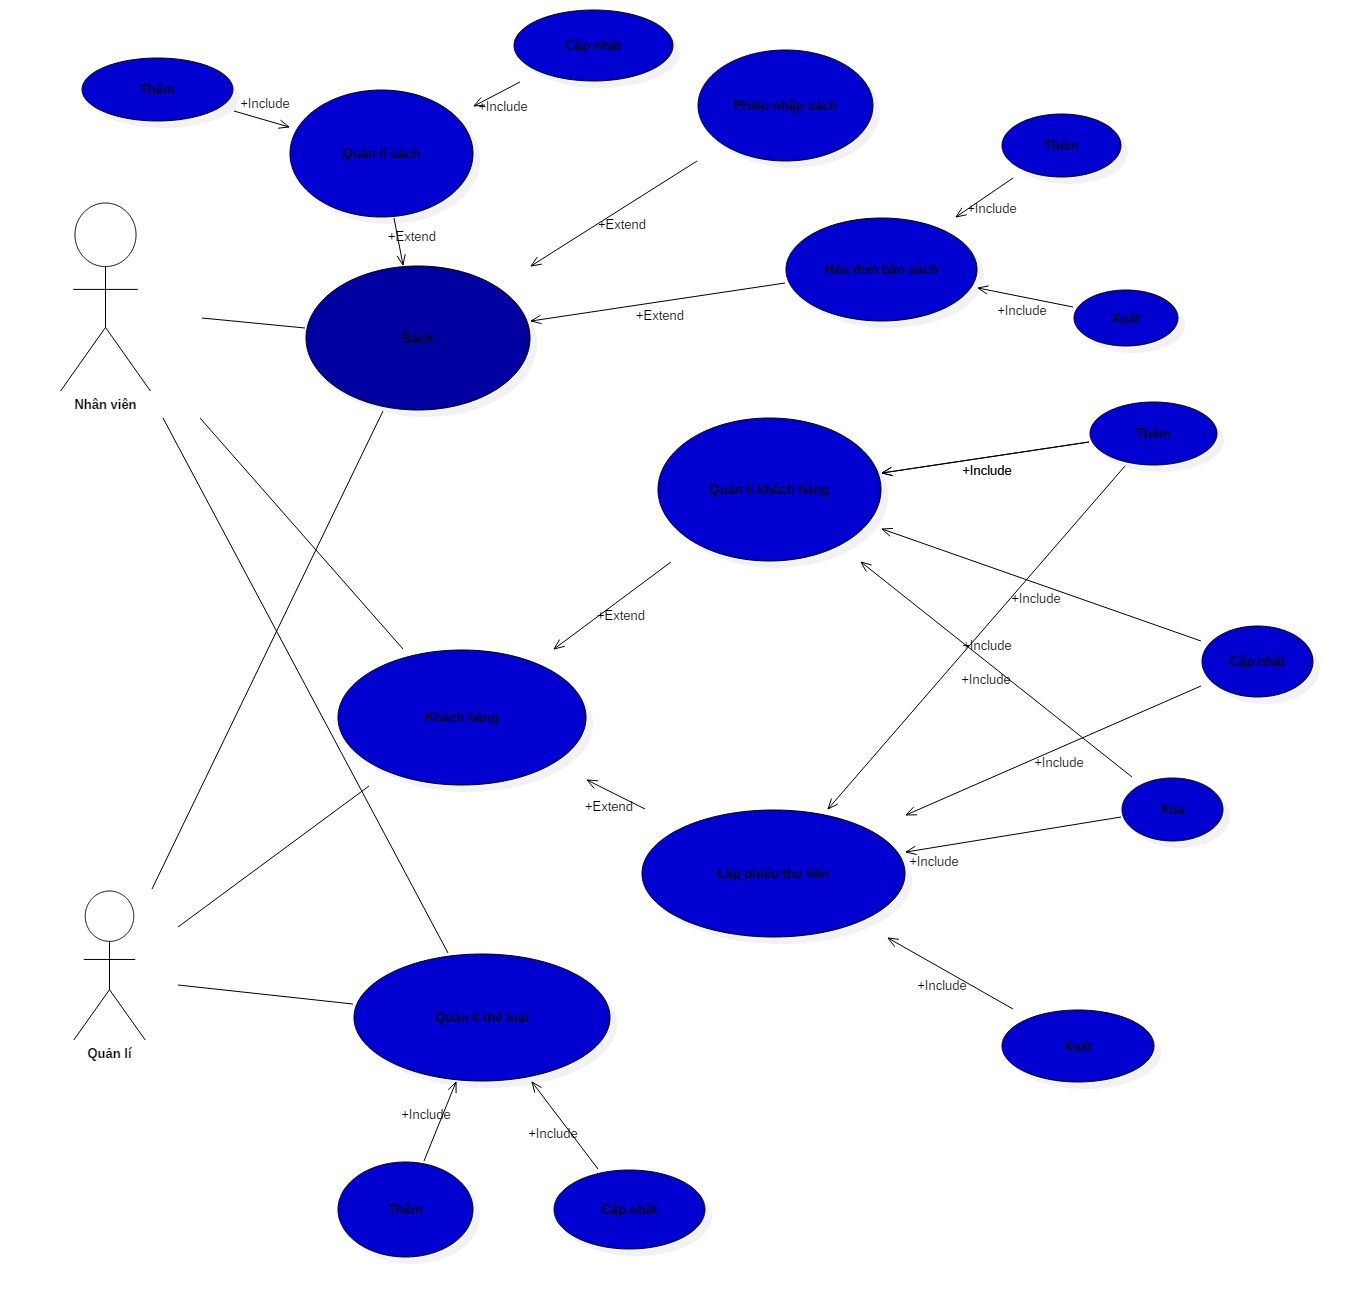 Cập nhật
Thêm
+Include
+Include
Phiếu nhập sách
Quản lí sách
Thêm
+Include
+Extend
+Extend
Hóa đơn bán sách
+Include
Xuất
+Extend
Sách
Nhân viên
Thêm
+Include
Quản lí khách hàng
+Include
+Extend
+Include
Cập nhật
+Include
Khách hàng
+Include
+Extend
Xóa
+Include
Lập phiếu thu tiền
+Include
Quản lí thể loại
Xuất
Quản lí
+Include
+Include
Thêm
Cập nhật